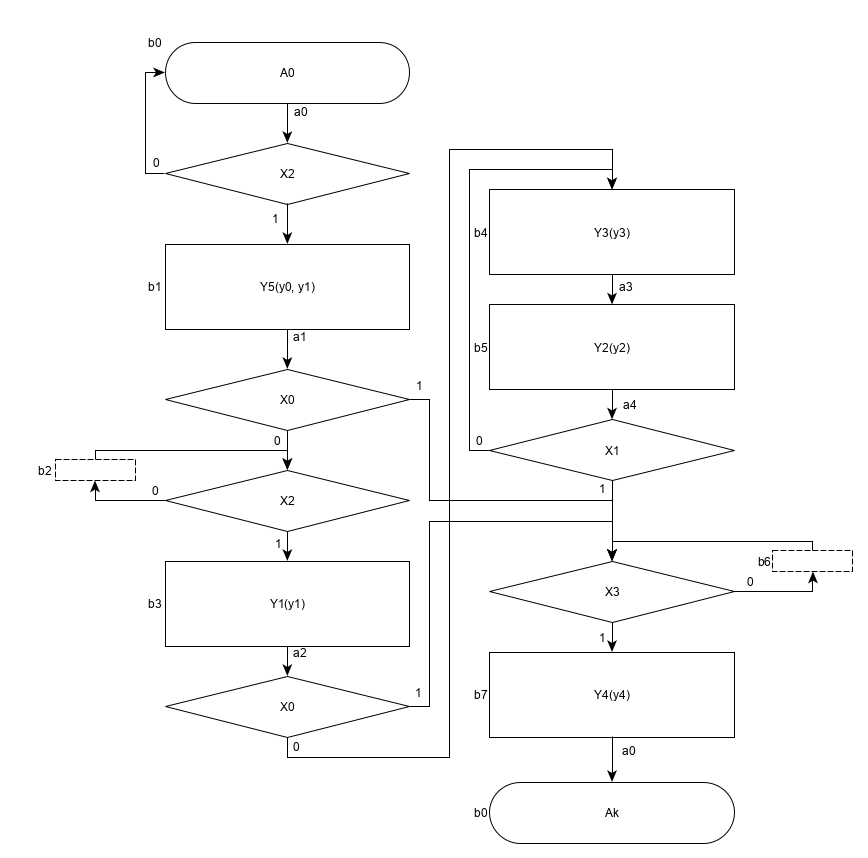 b0
A0
a0
0
X2
1
b1
Y5(y0, y1)
a1
X0
1
0
b2
0
X2
1
b3
Y1(y1)
a2
X0
1
0
b4
Y3(y3)
a3
b5
Y2(y2)
a4
0
X1
1
b6
X3
0
1
b7
Y4(y4)
a0
b0
Ak